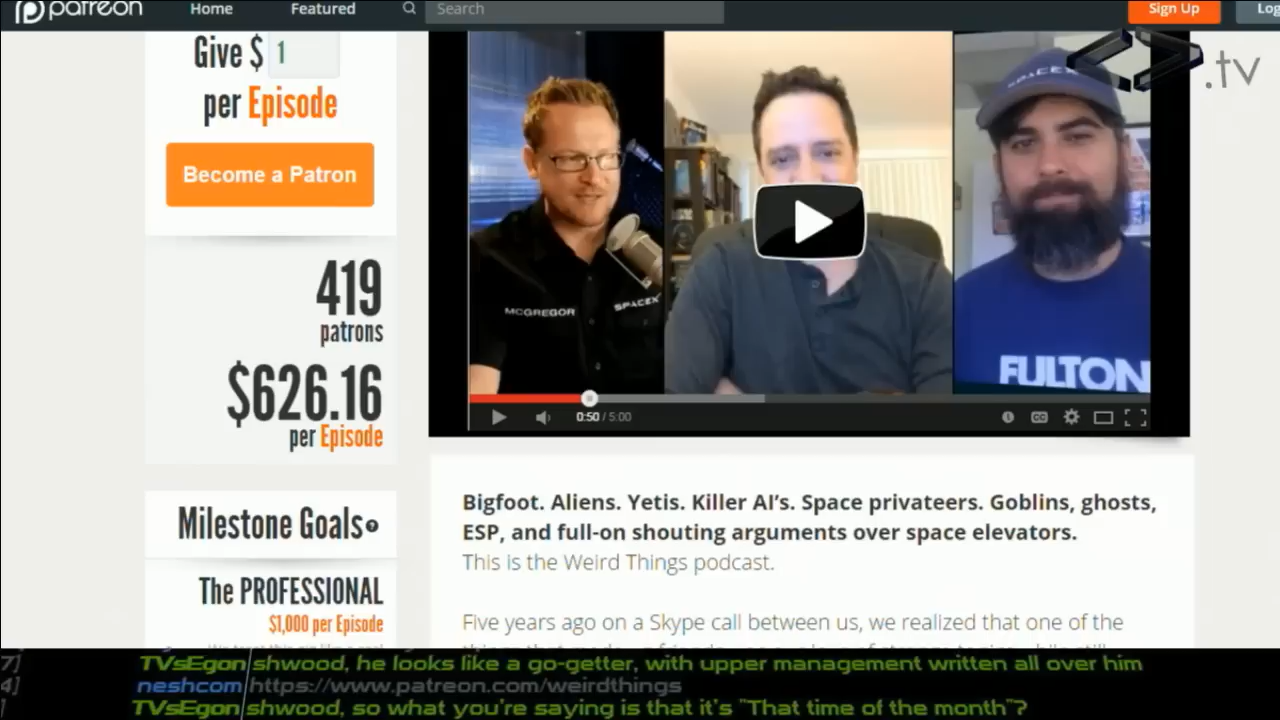 patreon
Home
Featured
Search
Sign Up
Log
.tv
Give $ 1
per Episode
Become a Patron
419
patrons
$626.16
per Episode
Milestone Goals
The PROFESSIONAL
$1,000 per Episode
SPACEX
MCGREGOR
SPACEX
FULTON
0:50 / 5:00
CC
Bigfoot. Aliens. Yetis. Killer AI's. Space privateers. Goblins, ghosts,
ESP, and full-on shouting arguments over space elevators.
This is the Weird Things podcast.
Five years ago on a Skype call between us, we realized that one of the
7] TVsEgon shwood, he looks like a go-getter, with upper management written all over him
4] neshcom https://www.patreon.com/weirdthings
] TVsEgon shwood, so what you're saying is that it's "That time of the month"?